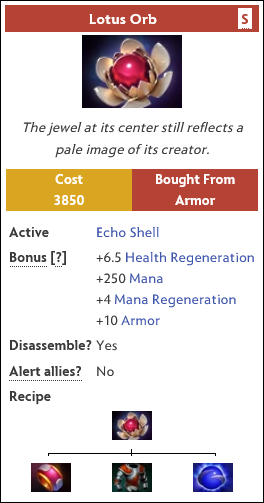 Lotus Orb S
The jewel at its center still reflects a
pale image of its creator.
Cost Bought From
3850 Armor
Active Echo Shell
Bonus [?] +6.5 Health Regeneration
+250 Mana
+4 Mana Regeneration
+10 Armor
Disassemble? Yes
Alert allies? No
Recipe